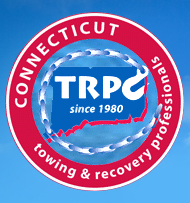 CONNECTICUT
TRPC
since 1980
towing & recovery professionals